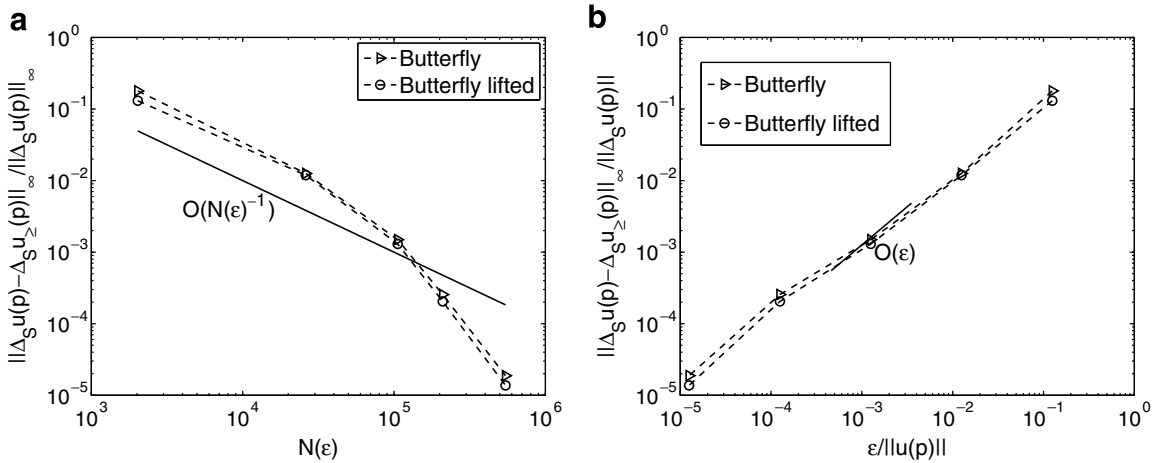 a
||Δ_S u(p)−Δ_S u_≥(p)||_∞/||Δ_S u(p)||_∞
10^0
10^−1
10^−2
10^−3
10^−4
10^−5
Butterfly
Butterfly lifted
O(N(ε)^−1)
10^3 10^4 10^5 10^6
N(ε)
b
||Δ_S u(p)−Δ_S u_≥(p)||_∞/||Δ_S u(p)||
10^0
10^−1
10^−2
10^−3
10^−4
10^−5
Butterfly
Butterfly lifted
O(ε)
10^−5 10^−4 10^−3 10^−2 10^−1 10^0
ε/||u(p)||